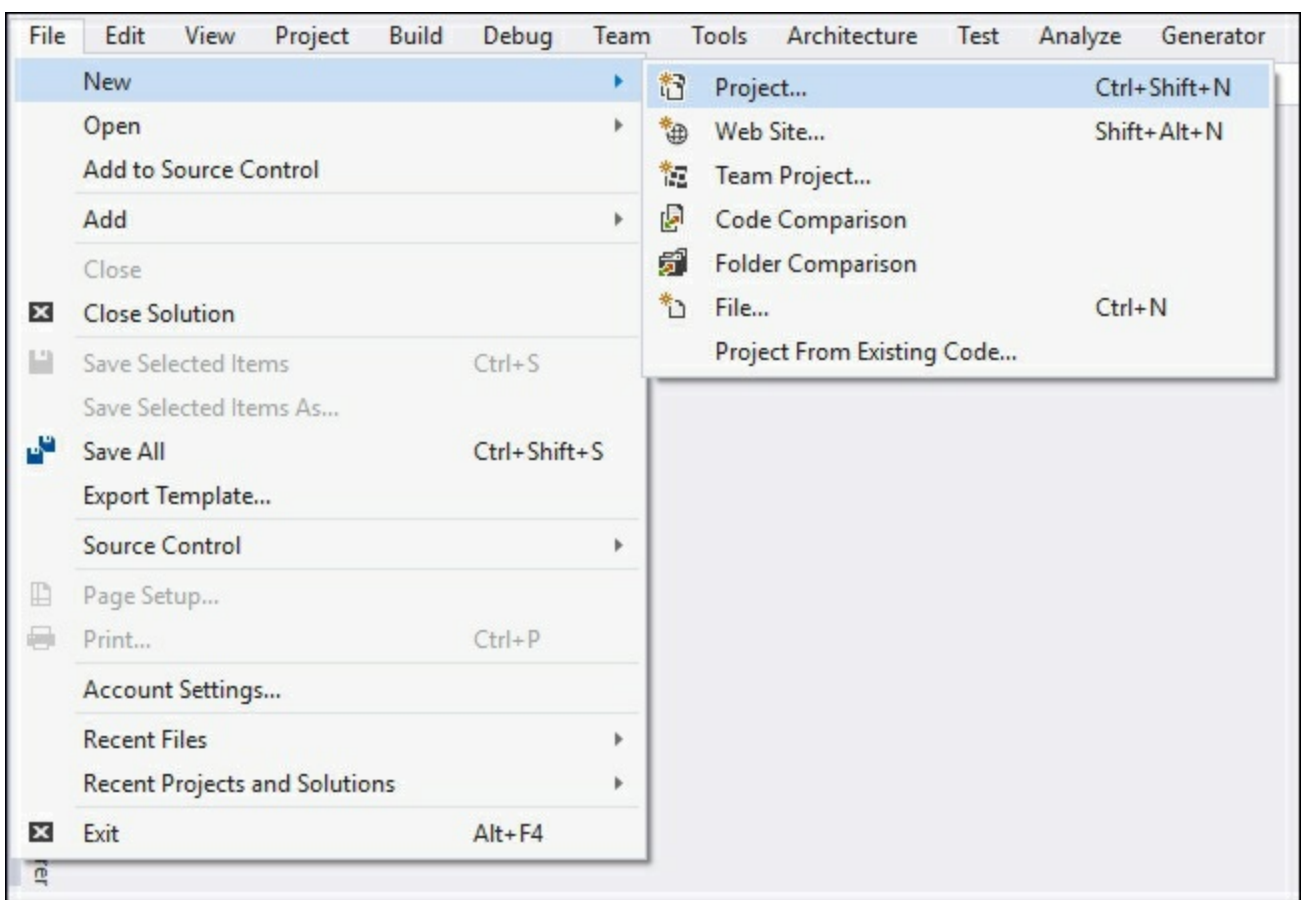 File Edit View Project Build Debug Team Tools Architecture Test Analyze Generator
New
Open
Add to Source Control
Add
Close
Close Solution
Save Selected Items Ctrl+S
Save Selected Items As...
Save All Ctrl+Shift+S
Export Template...
Source Control
Page Setup...
Print... Ctrl+P
Account Settings...
Recent Files
Recent Projects and Solutions
Exit Alt+F4
Project... Ctrl+Shift+N
Web Site... Shift+Alt+N
Team Project...
Code Comparison
Folder Comparison
File... Ctrl+N
Project From Existing Code...
rer